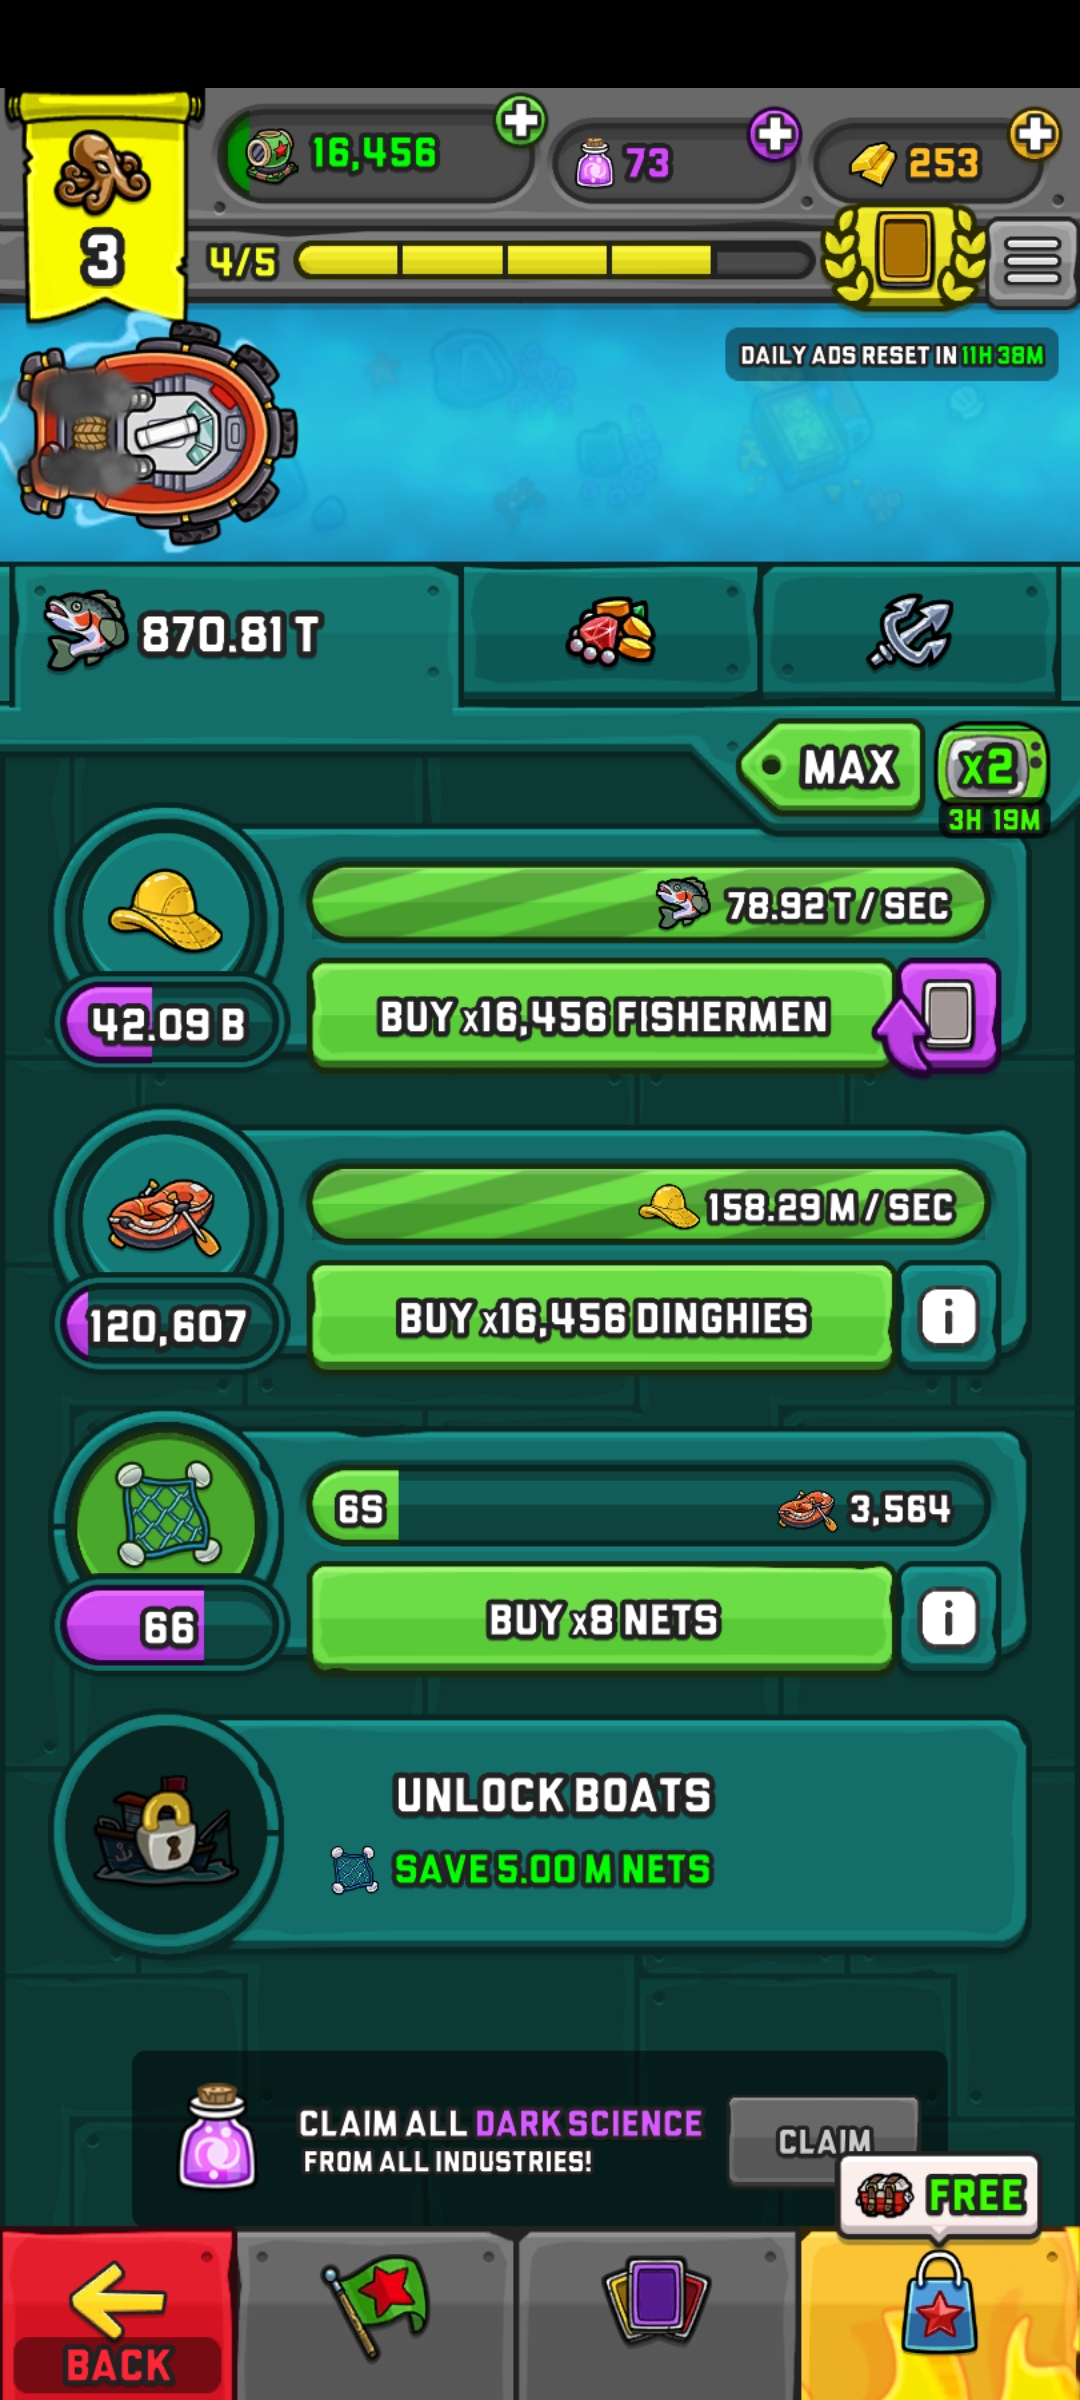 16,456
73
253
3
4/5
DAILY ADS RESET IN 11H 38M
870.81 T
MAX
x2
3H 19M
78.92 T / SEC
42.09 B
BUY x16,456 FISHERMEN
158.29 M / SEC
120,607
BUY x16,456 DINGHIES
i
6S
3,564
66
BUY x8 NETS
i
UNLOCK BOATS
SAVE 5.00 M NETS
CLAIM ALL DARK SCIENCE
FROM ALL INDUSTRIES!
CLAIM
FREE
BACK